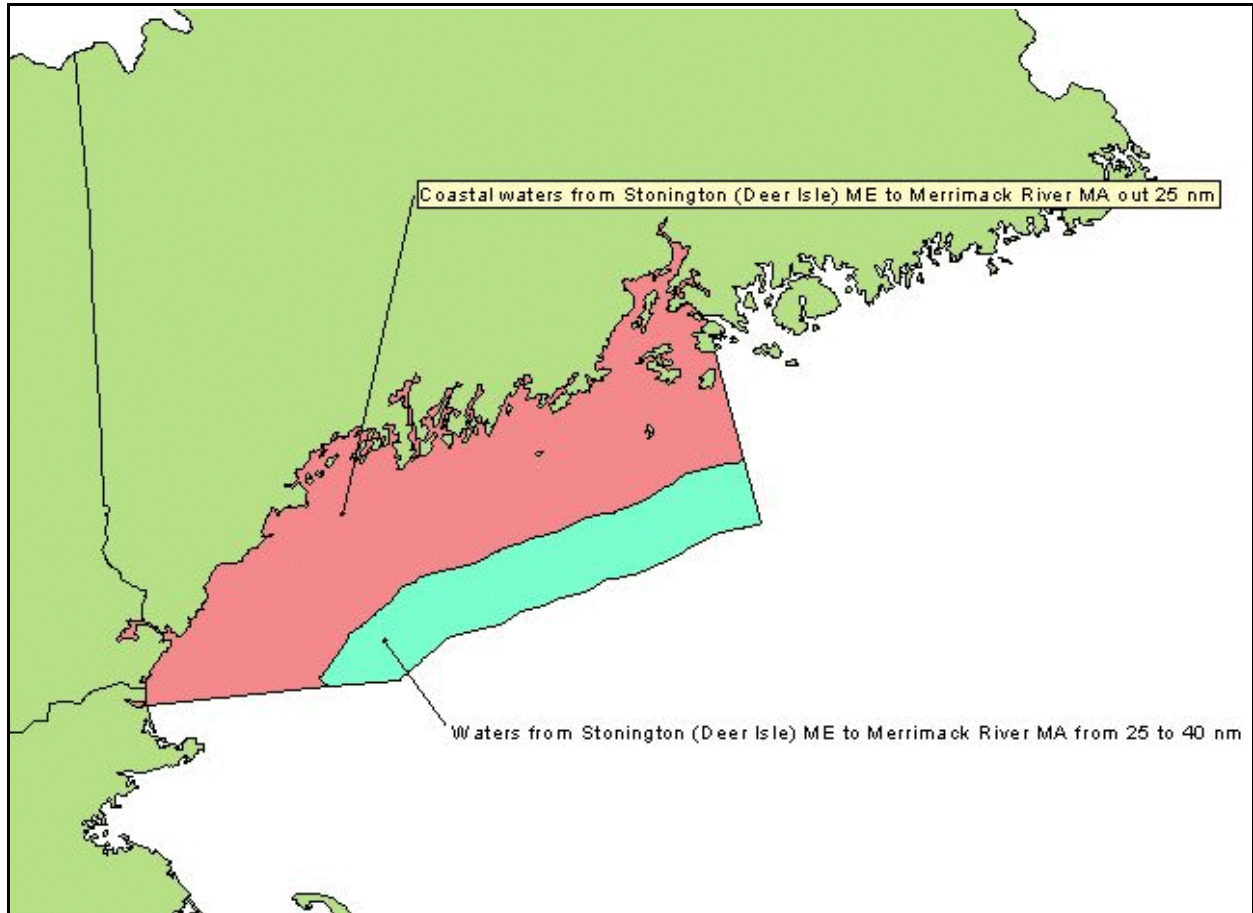 Coastal waters from Stonington (Deer Isle) ME to Merrimack River MA out 25 nm
Waters from Stonington (Deer Isle) ME to Merrimack River MA from 25 to 40 nm